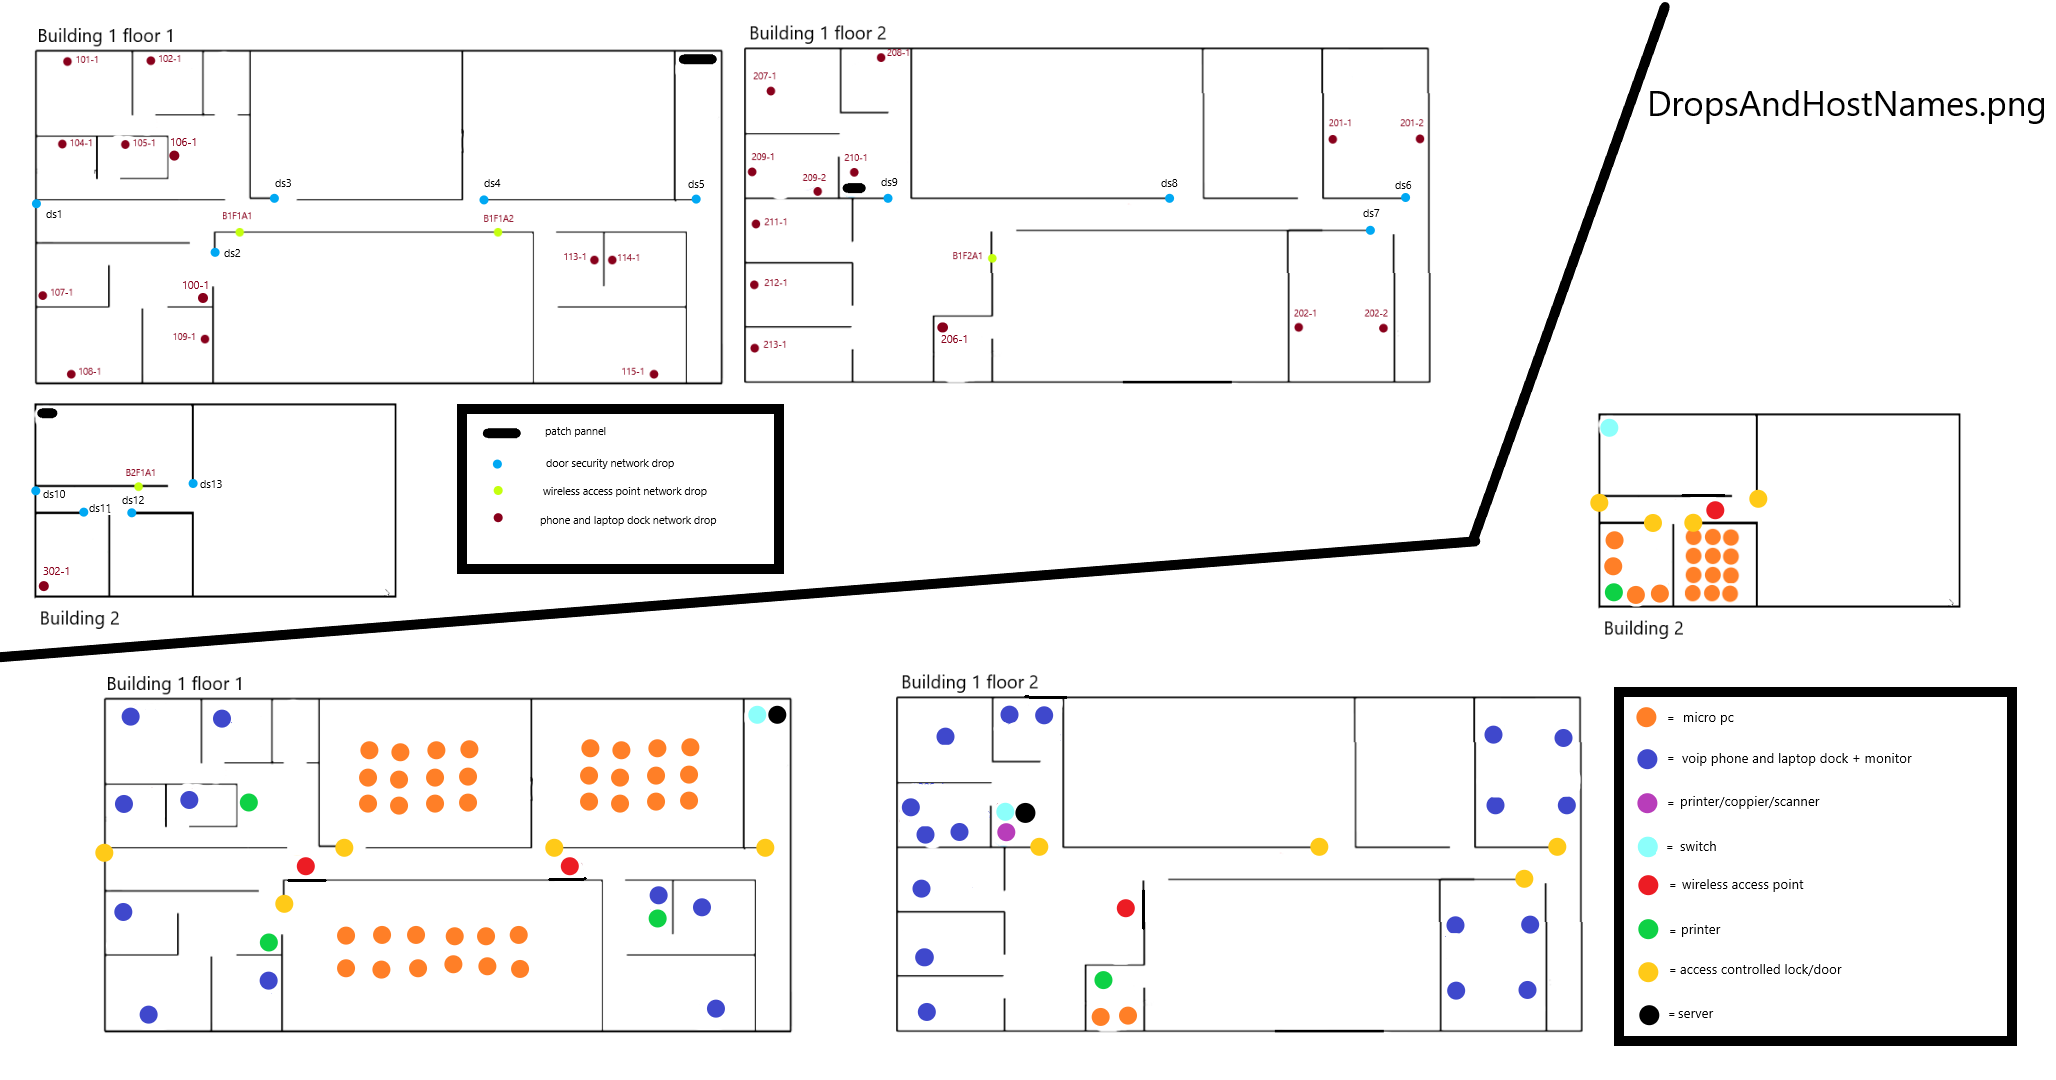 Building 1 floor 1
101-1
102-1
104-1
105-1
106-1
ds1
ds3
ds4
ds5
B1F1A1
B1F1A2
ds2
113-1
114-1
107-1
100-1
109-1
108-1
115-1
Building 1 floor 2
208-1
207-1
201-1
201-2
209-1
210-1
209-2
ds9
ds8
ds6
ds7
211-1
B1F2A1
212-1
202-1
202-2
213-1
206-1
DropsAndHostNames.png
B2F1A1
ds13
ds10
ds12
ds11
302-1
Building 2
patch pannel
door security network drop
wireless access point network drop
phone and laptop dock network drop
Building 2
Building 1 floor 1
Building 1 floor 2
= micro pc
= voip phone and laptop dock + monitor
= printer/coppier/scanner
= switch
= wireless access point
= printer
= access controlled lock/door
= server